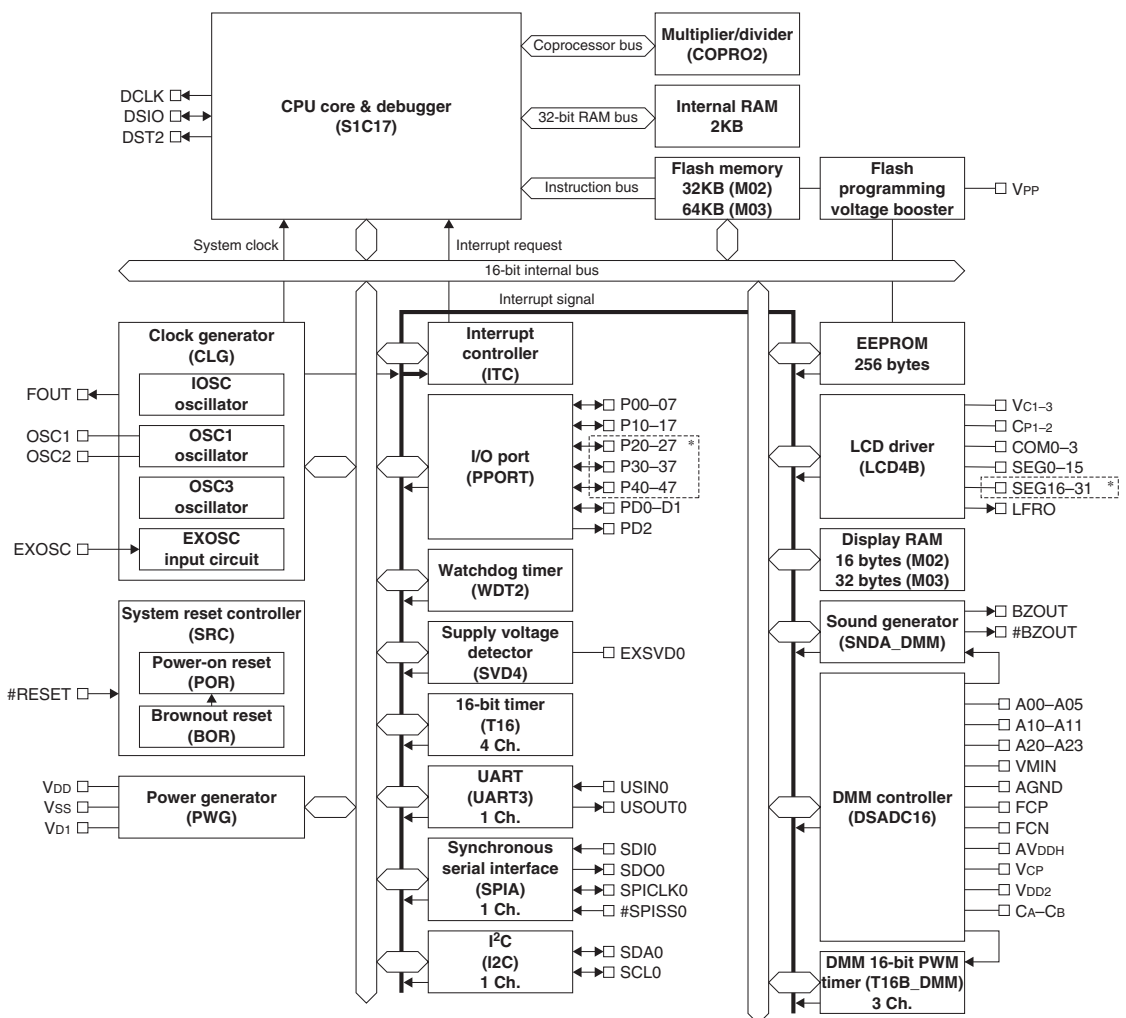 Coprocessor bus
Multiplier/divider
(COPRO2)
DCLK
DSIO
DST2
CPU core & debugger
(S1C17)
32-bit RAM bus
Internal RAM
2KB
Instruction bus
Flash memory
32KB (M02)
64KB (M03)
Flash
programming
voltage booster
VPP
System clock
Interrupt request
16-bit internal bus
Interrupt signal
Clock generator
(CLG)
IOSC
oscillator
OSC1
oscillator
OSC3
oscillator
EXOSC
input circuit
FOUT
OSC1
OSC2
EXOSC
System reset controller
(SRC)
Power-on reset
(POR)
Brownout reset
(BOR)
#RESET
VDD
VSS
VD1
Power generator
(PWG)
Interrupt
controller
(ITC)
I/O port
(PPORT)
P00–07
P10–17
P20–27 *
P30–37
P40–47
PD0–D1
PD2
Watchdog timer
(WDT2)
Supply voltage
detector
(SVD4)
EXSVD0
16-bit timer
(T16)
4 Ch.
UART
(UART3)
1 Ch.
USIN0
USOUT0
Synchronous
serial interface
(SPIA)
1 Ch.
SDI0
SDO0
SPICLK0
#SPISS0
I²C
(I2C)
1 Ch.
SDA0
SCL0
EEPROM
256 bytes
LCD driver
(LCD4B)
VC1–3
CP1–2
COM0–3
SEG0–15
SEG16–31 *
LFRO
Display RAM
16 bytes (M02)
32 bytes (M03)
Sound generator
(SNDA_DMM)
BZOUT
#BZOUT
DMM controller
(DSADC16)
A00–A05
A10–A11
A20–A23
VMIN
AGND
FCP
FCN
AVDDH
VCP
VDD2
CA–CB
DMM 16-bit PWM
timer (T16B_DMM)
3 Ch.